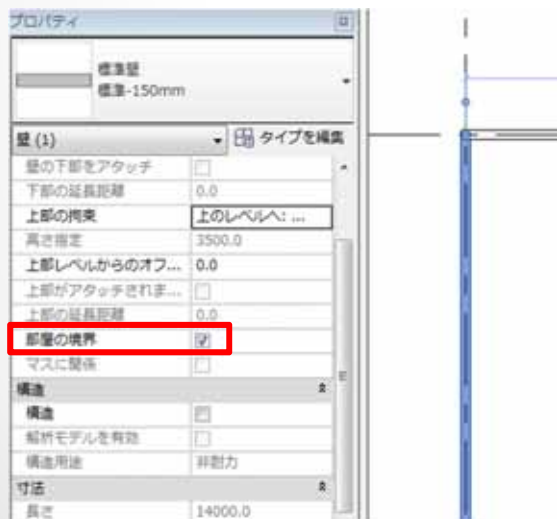 プロパティ
標準壁
標準-150mm
壁 (1)
タイプを編集
壁の下部をアタッチ
下部の延長距離 0.0
上部の拘束 上のレベルへ: ...
高さ指定 3500.0
上部レベルからのオフ... 0.0
上部がアタッチされま...
上部の延長距離 0.0
部屋の境界
マスに関係
構造
構造
解析モデルを有効
構造用途 非耐力
寸法
長さ 14000.0